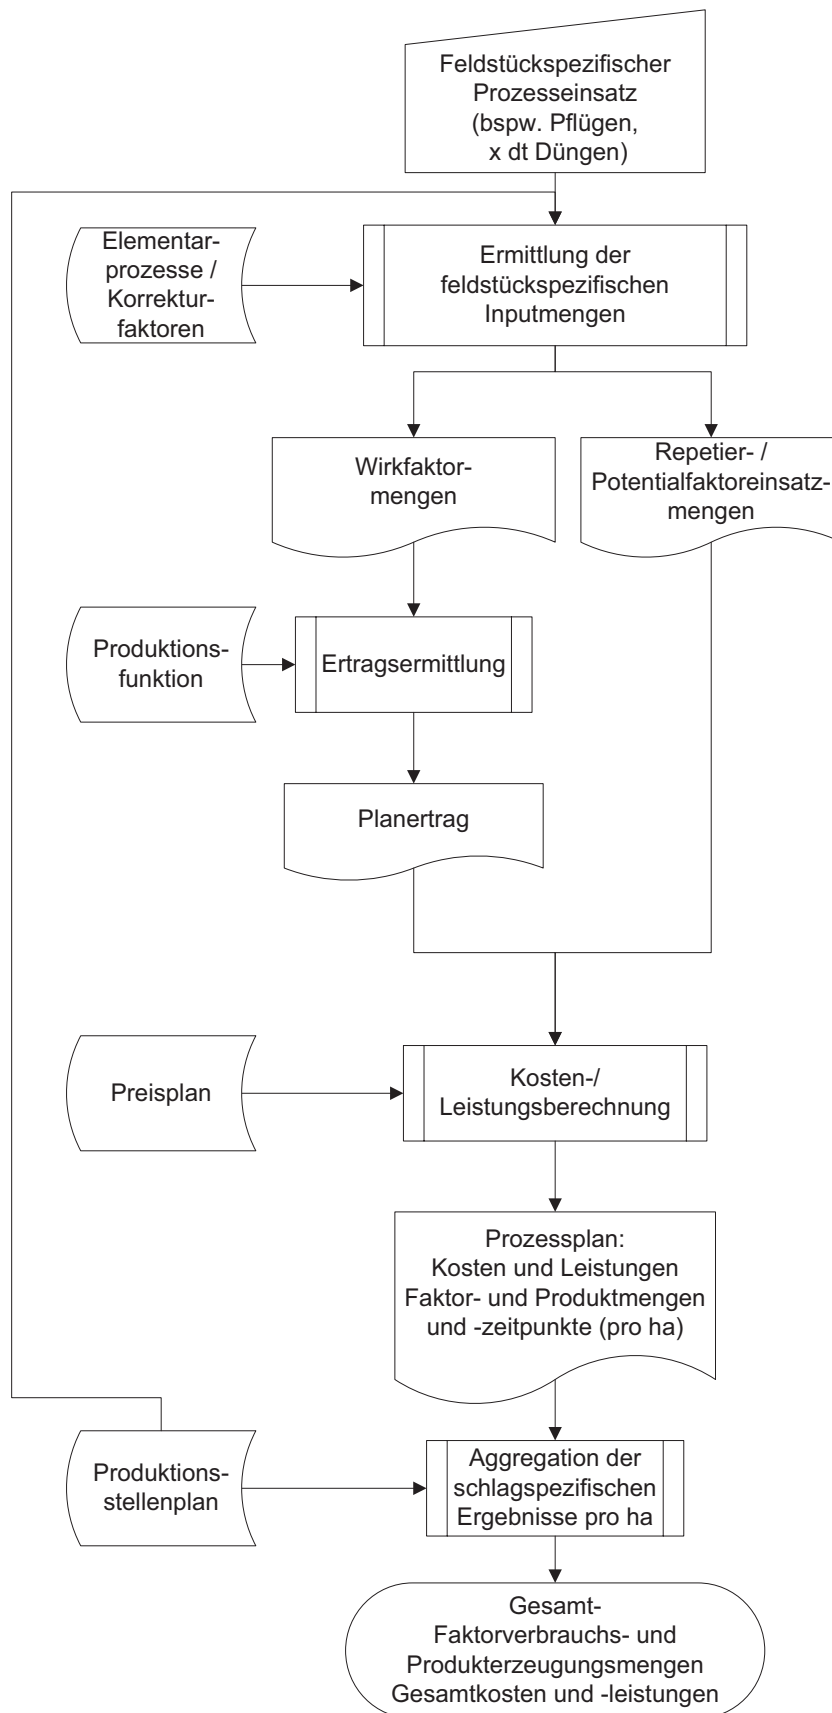 Feldstückspezifischer
Prozesseinsatz
(bspw. Pflügen,
x dt Düngen)
Elementar-
prozesse /
Korrektur-
faktoren
Ermittlung der
feldstückspezifischen
Inputmengen
Wirkfaktor-
mengen
Repetier- /
Potentialfaktoreinsatz-
mengen
Produktions-
funktion
Ertragsermittlung
Planertrag
Preisplan
Kosten-/
Leistungsberechnung
Prozessplan:
Kosten und Leistungen
Faktor- und Produktmengen
und -zeitpunkte (pro ha)
Produktions-
stellenplan
Aggregation der
schlagspezifischen
Ergebnisse pro ha
Gesamt-
Faktorverbrauchs- und
Produkterzeugungsmengen
Gesamtkosten und -leistungen